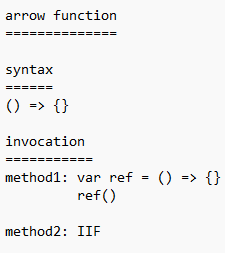 arrow function
==============
syntax
======
() => {}
invocation
===========
method1: var ref = () => {}
ref()
method2: IIF